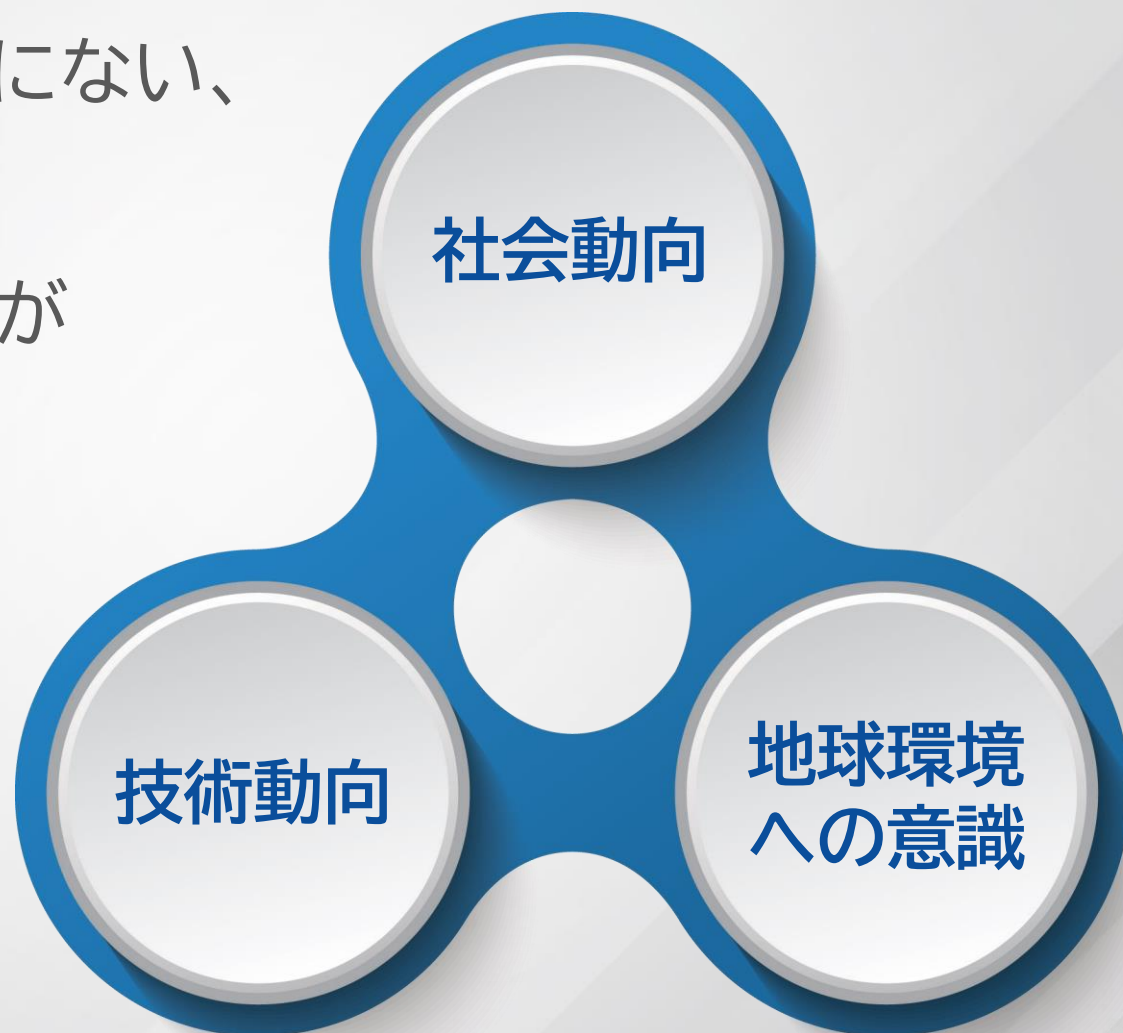 にない、
が
社会動向
技術動向
地球環境
への意識